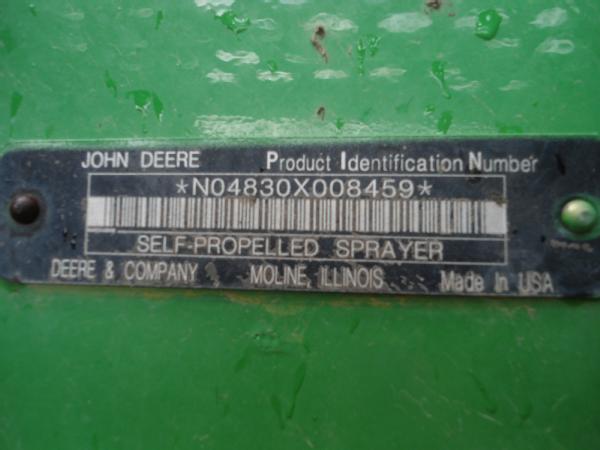 JOHN DEERE Product Identification Number
*N04830X008459*
SELF-PROPELLED SPRAYER
DEERE & COMPANY MOLINE, ILLINOIS Made In USA